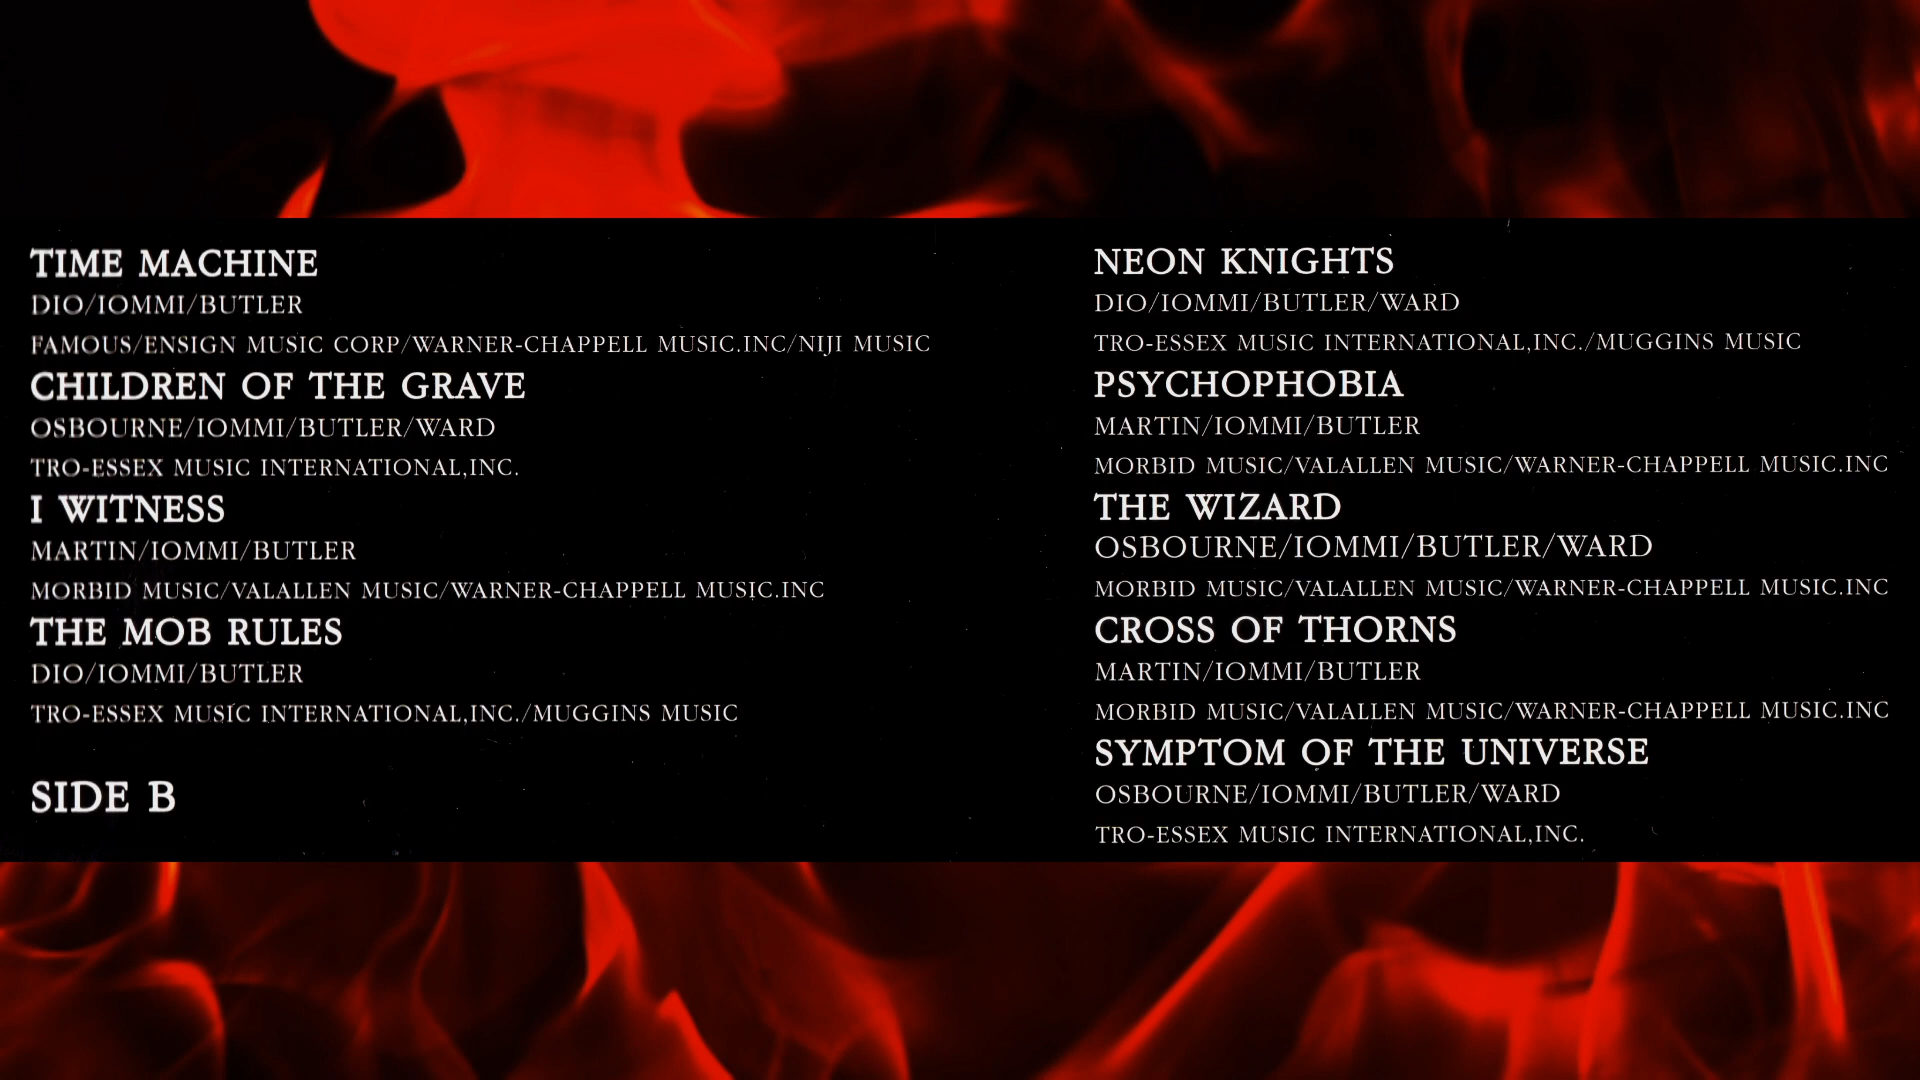 TIME MACHINE
DIO/IOMMI/BUTLER
FAMOUS/ENSIGN MUSIC CORP/WARNER-CHAPPELL MUSIC.INC/NIJI MUSIC
CHILDREN OF THE GRAVE
OSBOURNE/IOMMI/BUTLER/WARD
TRO-ESSEX MUSIC INTERNATIONAL,INC.
I WITNESS
MARTIN/IOMMI/BUTLER
MORBID MUSIC/VALALLEN MUSIC/WARNER-CHAPPELL MUSIC.INC
THE MOB RULES
DIO/IOMMI/BUTLER
TRO-ESSEX MUSIC INTERNATIONAL,INC./MUGGINS MUSIC
SIDE B
NEON KNIGHTS
DIO/IOMMI/BUTLER/WARD
TRO-ESSEX MUSIC INTERNATIONAL,INC./MUGGINS MUSIC
PSYCHOPHOBIA
MARTIN/IOMMI/BUTLER
MORBID MUSIC/VALALLEN MUSIC/WARNER-CHAPPELL MUSIC.INC
THE WIZARD
OSBOURNE/IOMMI/BUTLER/WARD
MORBID MUSIC/VALALLEN MUSIC/WARNER-CHAPPELL MUSIC.INC
CROSS OF THORNS
MARTIN/IOMMI/BUTLER
MORBID MUSIC/VALALLEN MUSIC/WARNER-CHAPPELL MUSIC.INC
SYMPTOM OF THE UNIVERSE
OSBOURNE/IOMMI/BUTLER/WARD
TRO-ESSEX MUSIC INTERNATIONAL,INC.